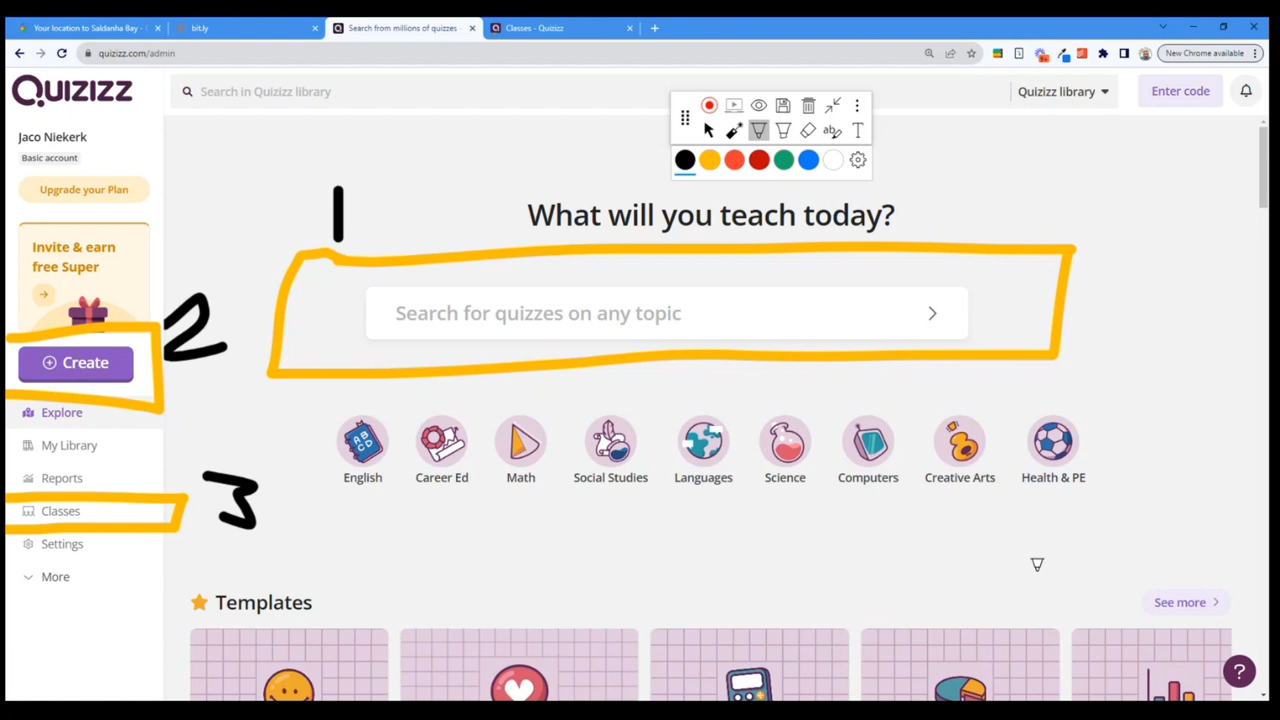 Your location to Saldanha Bay -
bit.ly
Search from millions of quizzes -
Classes - Quizizz
quizizz.com/admin
New Chrome available
QUIZIZZ
Search in Quizizz library
Quizizz library
Enter code
Jaco Niekerk
Basic account
Upgrade your Plan
Invite & earn
free Super
1
What will you teach today?
Search for quizzes on any topic
2
Create
Explore
My Library
Reports
3
Classes
Settings
More
English
Career Ed
Math
Social Studies
Languages
Science
Computers
Creative Arts
Health & PE
Templates
See more
?